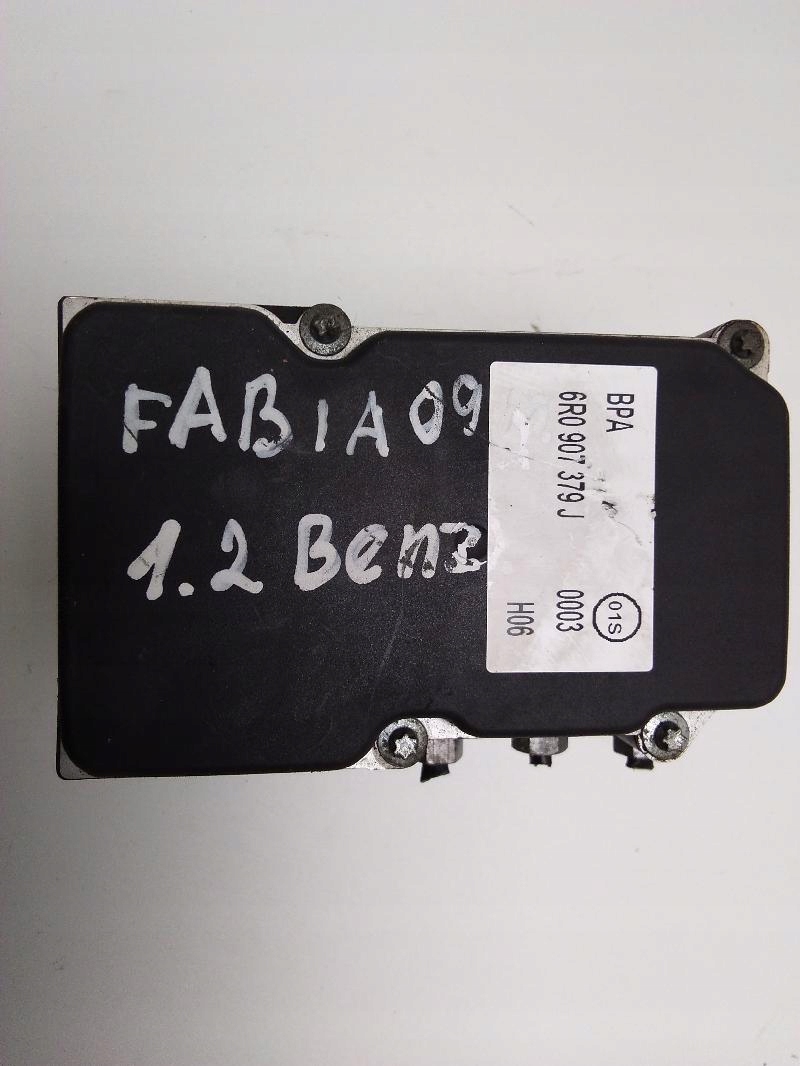 FABIA 09
1.2 Benz.
BPA
6R0 907 379 J 0003
01S
H06